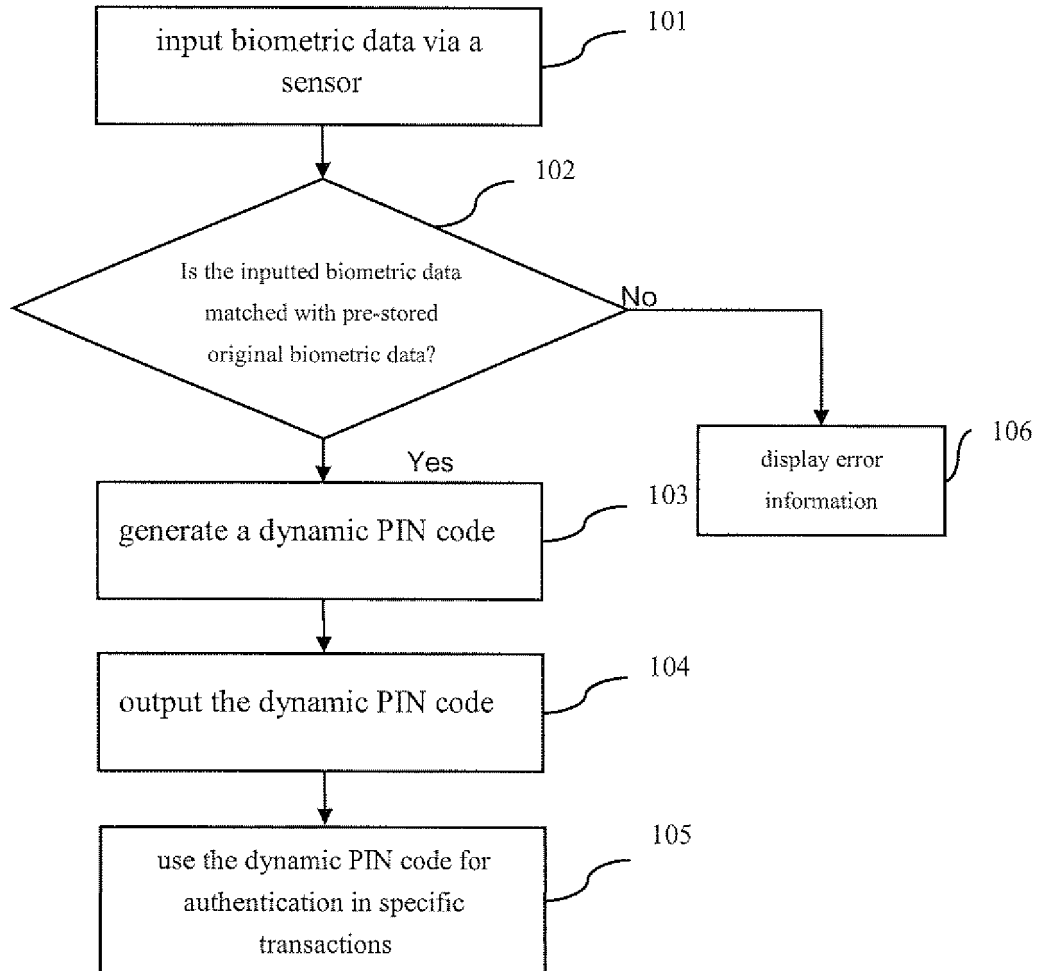 input biometric data via a
sensor
101
102
Is the inputted biometric data
matched with pre-stored
original biometric data?
No
Yes
106
display error
information
103
generate a dynamic PIN code
104
output the dynamic PIN code
105
use the dynamic PIN code for
authentication in specific
transactions